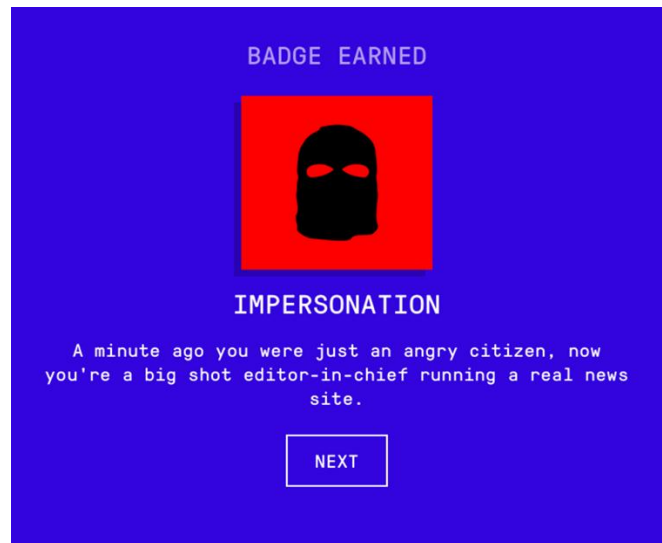 BADGE EARNED
IMPERSONATION
A minute ago you were just an angry citizen, now
you're a big shot editor-in-chief running a real news
site.
NEXT